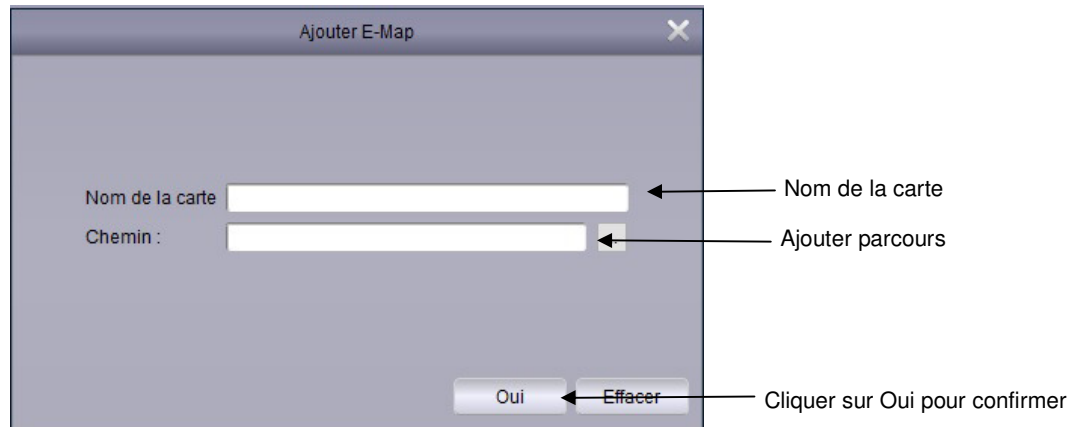 Ajouter E-Map
Nom de la carte
Nom de la carte
Chemin :
Ajouter parcours
Oui
Effacer
Cliquer sur Oui pour confirmer